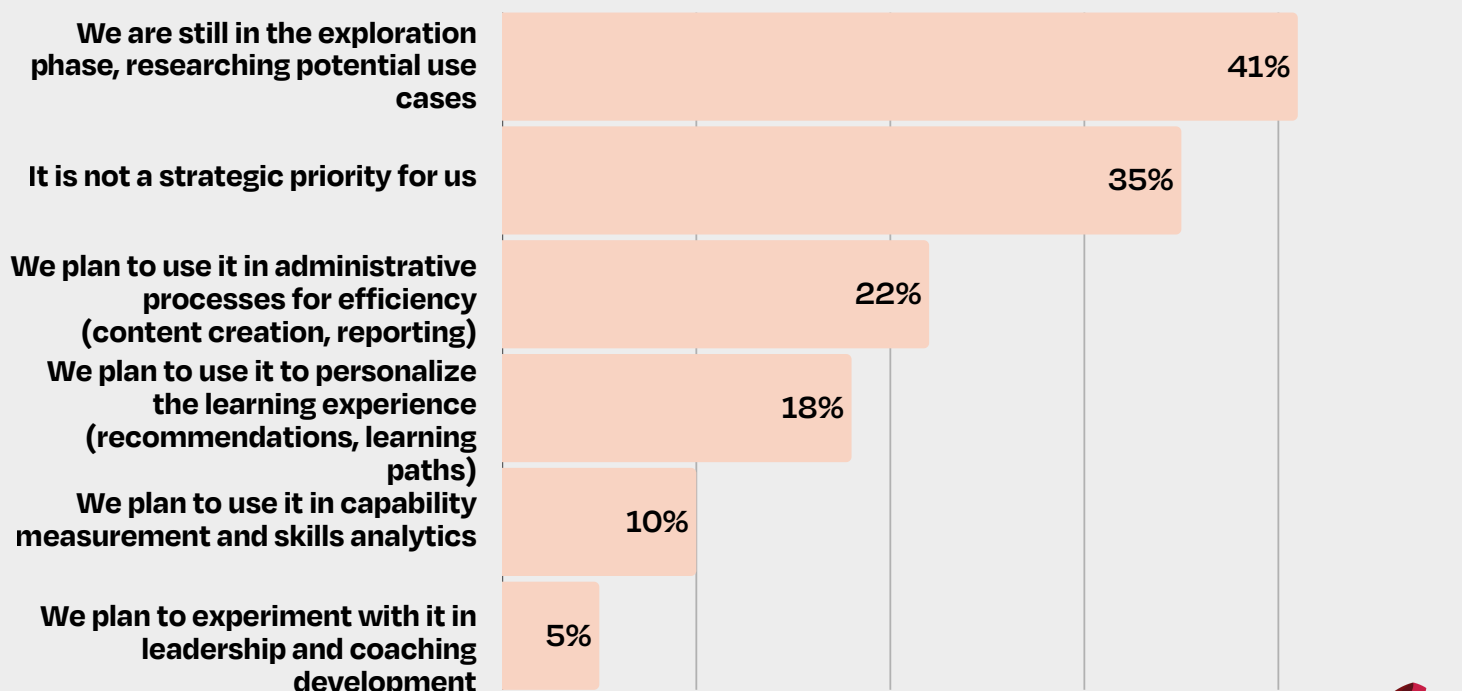 We are still in the exploration
phase, researching potential use
cases
41%
It is not a strategic priority for us
35%
We plan to use it in administrative
processes for efficiency
(content creation, reporting)
22%
We plan to use it to personalize
the learning experience
(recommendations, learning
paths)
18%
We plan to use it in capability
measurement and skills analytics
10%
We plan to experiment with it in
leadership and coaching
development
5%